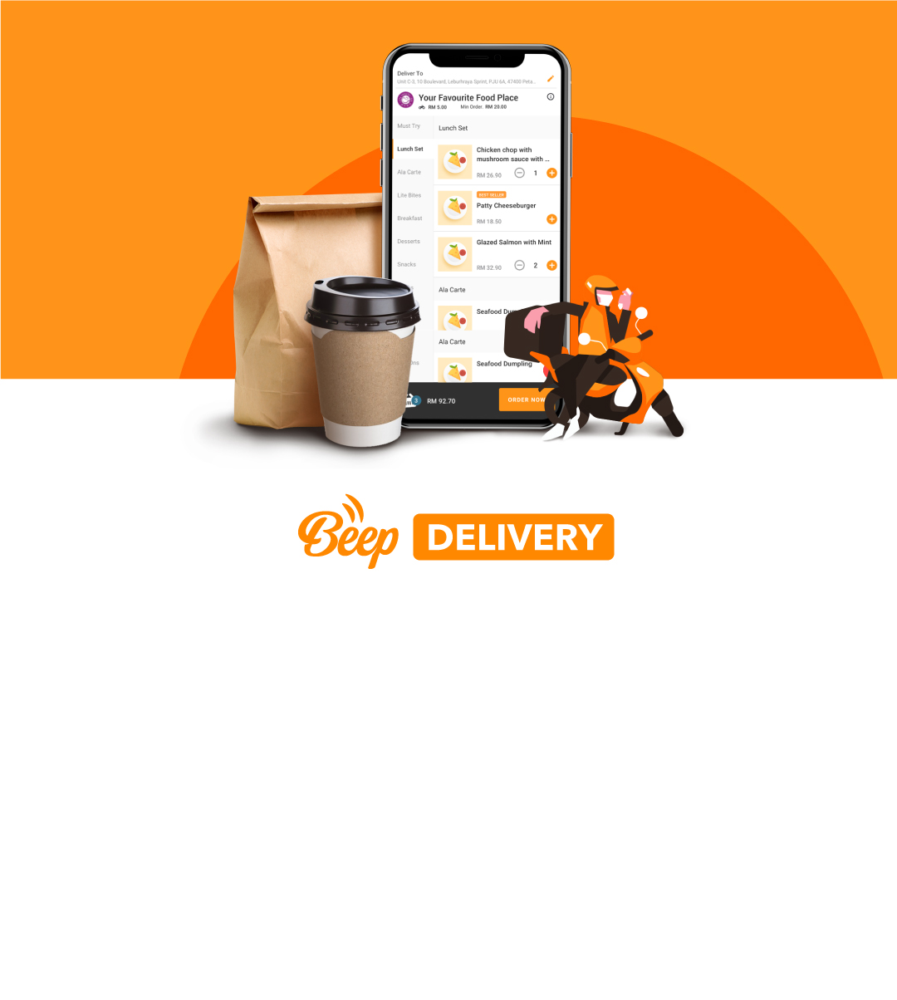 Deliver To
Unit C-3, 10 Boulevard, Leburhraya Sprint, PJU 6A, 47400 Peta...
Your Favourite Food Place
RM 5.00 Min Order. RM 20.00
Must Try
Lunch Set
Lunch Set
Ala Carte
Lite Bites
Breakfast
Desserts
Snacks
Chicken chop with
mushroom sauce with ...
RM 26.90 1
BEST SELLER
Patty Cheeseburger
RM 18.50
Glazed Salmon with Mint
RM 32.90 2
Ala Carte
Seafood
Ala Carte
Seafood Dumpling
3 RM 92.70
ORDER NOW
Beep DELIVERY